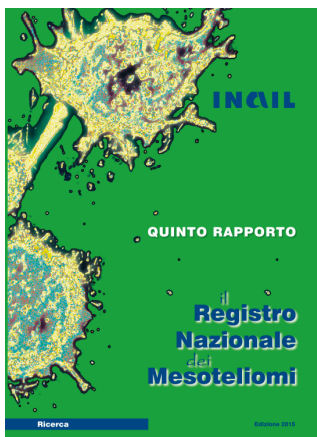 INAIL
QUINTO RAPPORTO
il
Registro
Nazionale
dei
Mesoteliomi
Ricerca
Edizione 2015